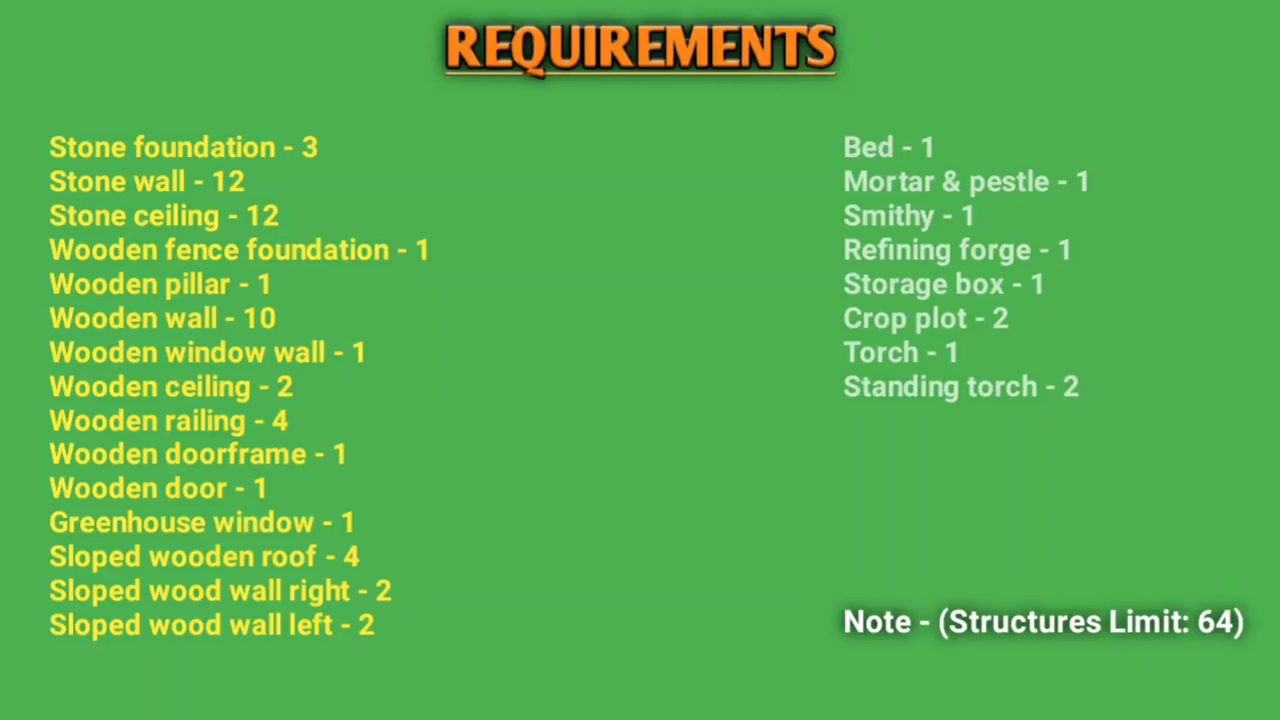 REQUIREMENTS
Stone foundation - 3
Stone wall - 12
Stone ceiling - 12
Wooden fence foundation - 1
Wooden pillar - 1
Wooden wall - 10
Wooden window wall - 1
Wooden ceiling - 2
Wooden railing - 4
Wooden doorframe - 1
Wooden door - 1
Greenhouse window - 1
Sloped wooden roof - 4
Sloped wood wall right - 2
Sloped wood wall left - 2
Bed - 1
Mortar & pestle - 1
Smithy - 1
Refining forge - 1
Storage box - 1
Crop plot - 2
Torch - 1
Standing torch - 2
Note - (Structures Limit: 64)